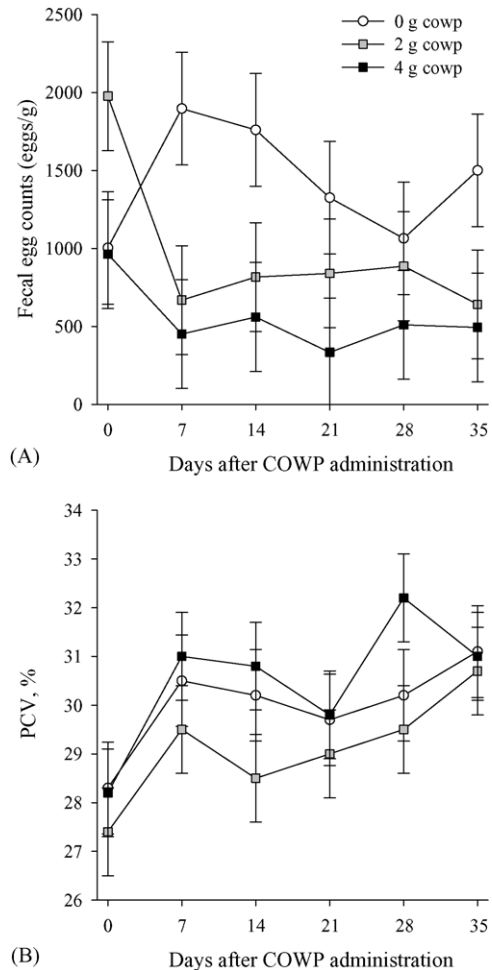 0 g cowp
2 g cowp
4 g cowp
Fecal egg counts (eggs/g)
2500
2000
1500
1000
500
0
0 7 14 21 28 35
(A)
Days after COWP administration
PCV, %
34
33
32
31
30
29
28
27
26
0 7 14 21 28 35
(B)
Days after COWP administration